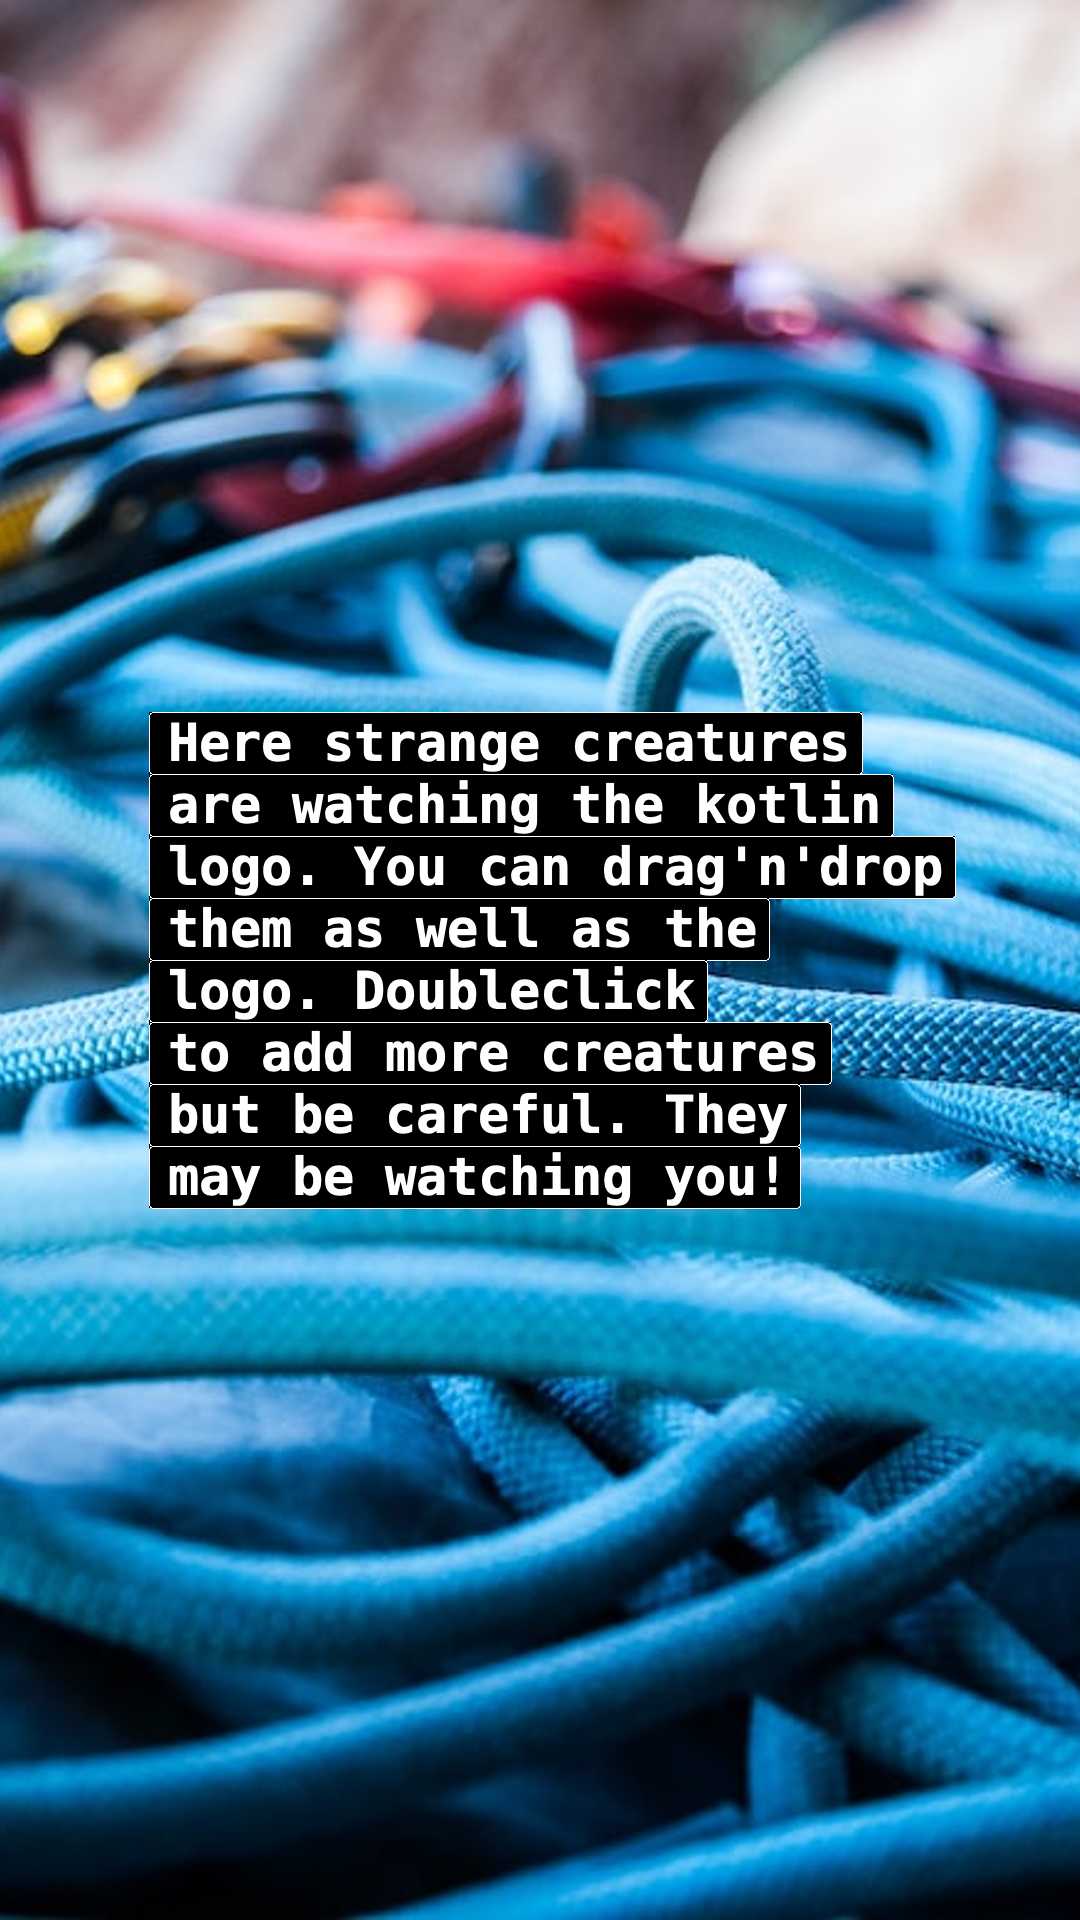 Here strange creatures
are watching the kotlin
logo. You can drag'n'drop
them as well as the
logo. Doubleclick
to add more creatures
but be careful. They
may be watching you!